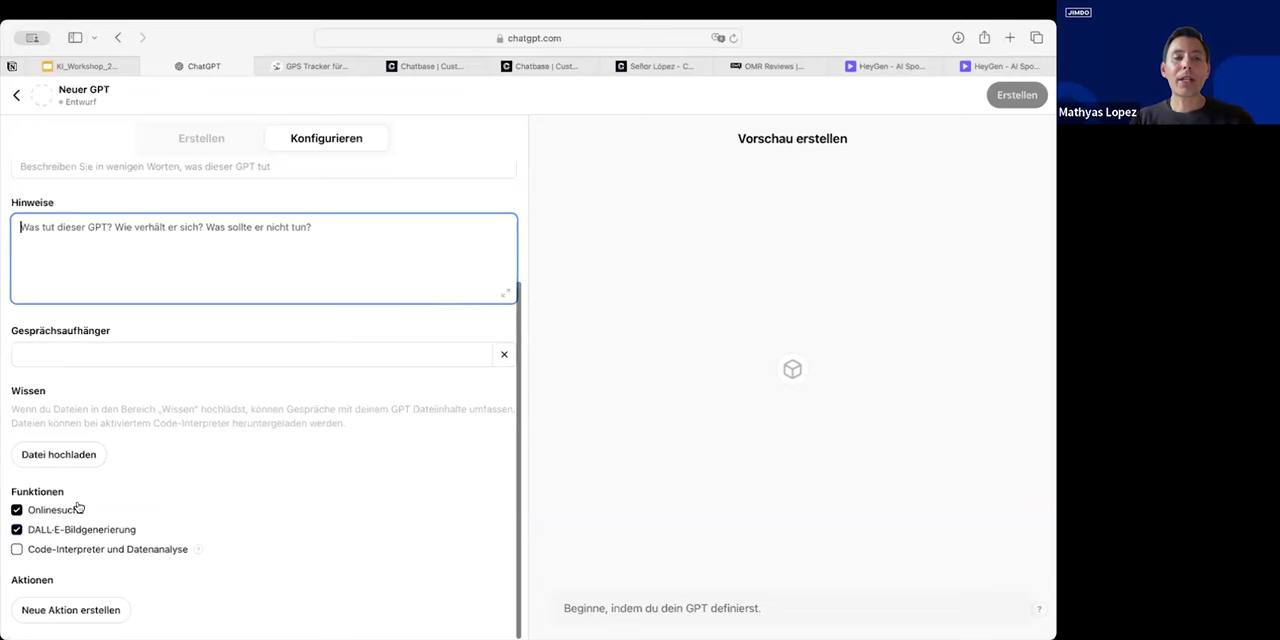 JIMDO
chatgpt.com
KI_Workshop_2...
ChatGPT
GPS Tracker für...
Chatbase | Cust...
Chatbase | Cust...
Señor López - C...
OMR Reviews |...
HeyGen - AI Spo...
HeyGen - AI Spo...
Neuer GPT
Entwurf
Erstellen
Mathyas Lopez
Erstellen
Konfigurieren
Vorschau erstellen
Beschreiben Sie in wenigen Worten, was dieser GPT tut
Hinweise
Was tut dieser GPT? Wie verhält er sich? Was sollte er nicht tun?
Gesprächsaufhänger
Wissen
Wenn du Dateien in den Bereich „Wissen" hochlädst, können Gespräche mit deinem GPT Dateiinhalte umfassen.
Dateien können bei aktiviertem Code-Interpreter heruntergeladen werden.
Datei hochladen
Funktionen
Onlinesuche
DALL·E-Bildgenerierung
Code-Interpreter und Datenanalyse ?
Aktionen
Neue Aktion erstellen
Beginne, indem du dein GPT definierst.
?